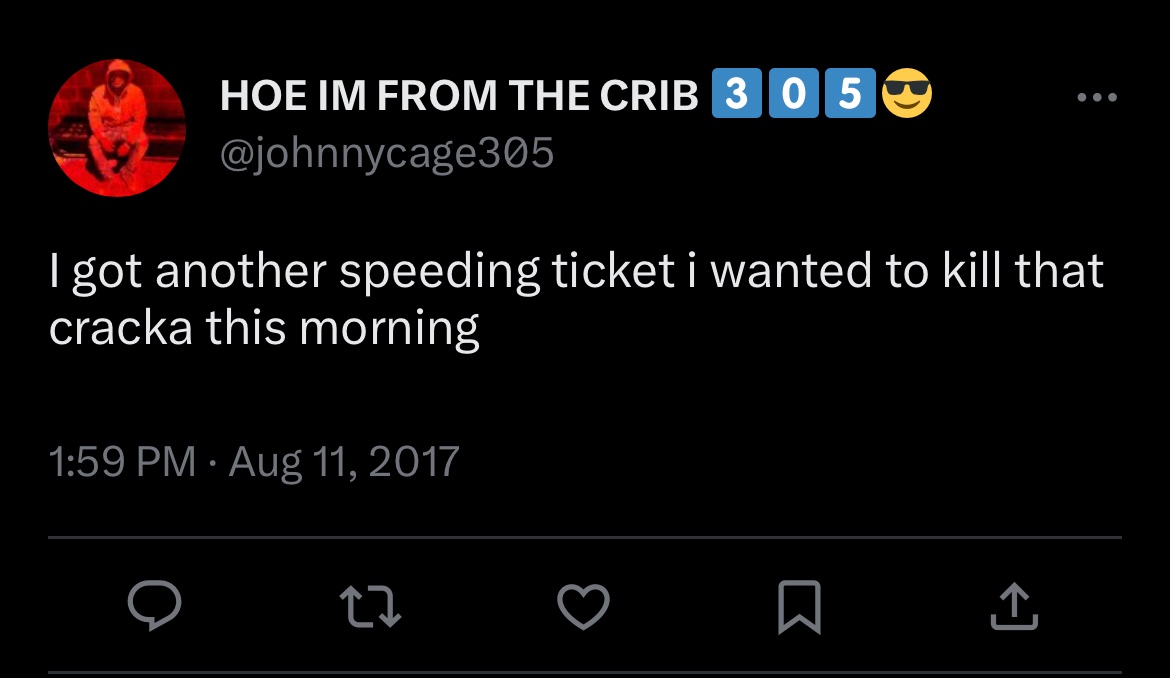 HOE IM FROM THE CRIB 3️⃣0️⃣5️⃣😎
@johnnycage305
I got another speeding ticket i wanted to kill that
cracka this morning
1:59 PM · Aug 11, 2017